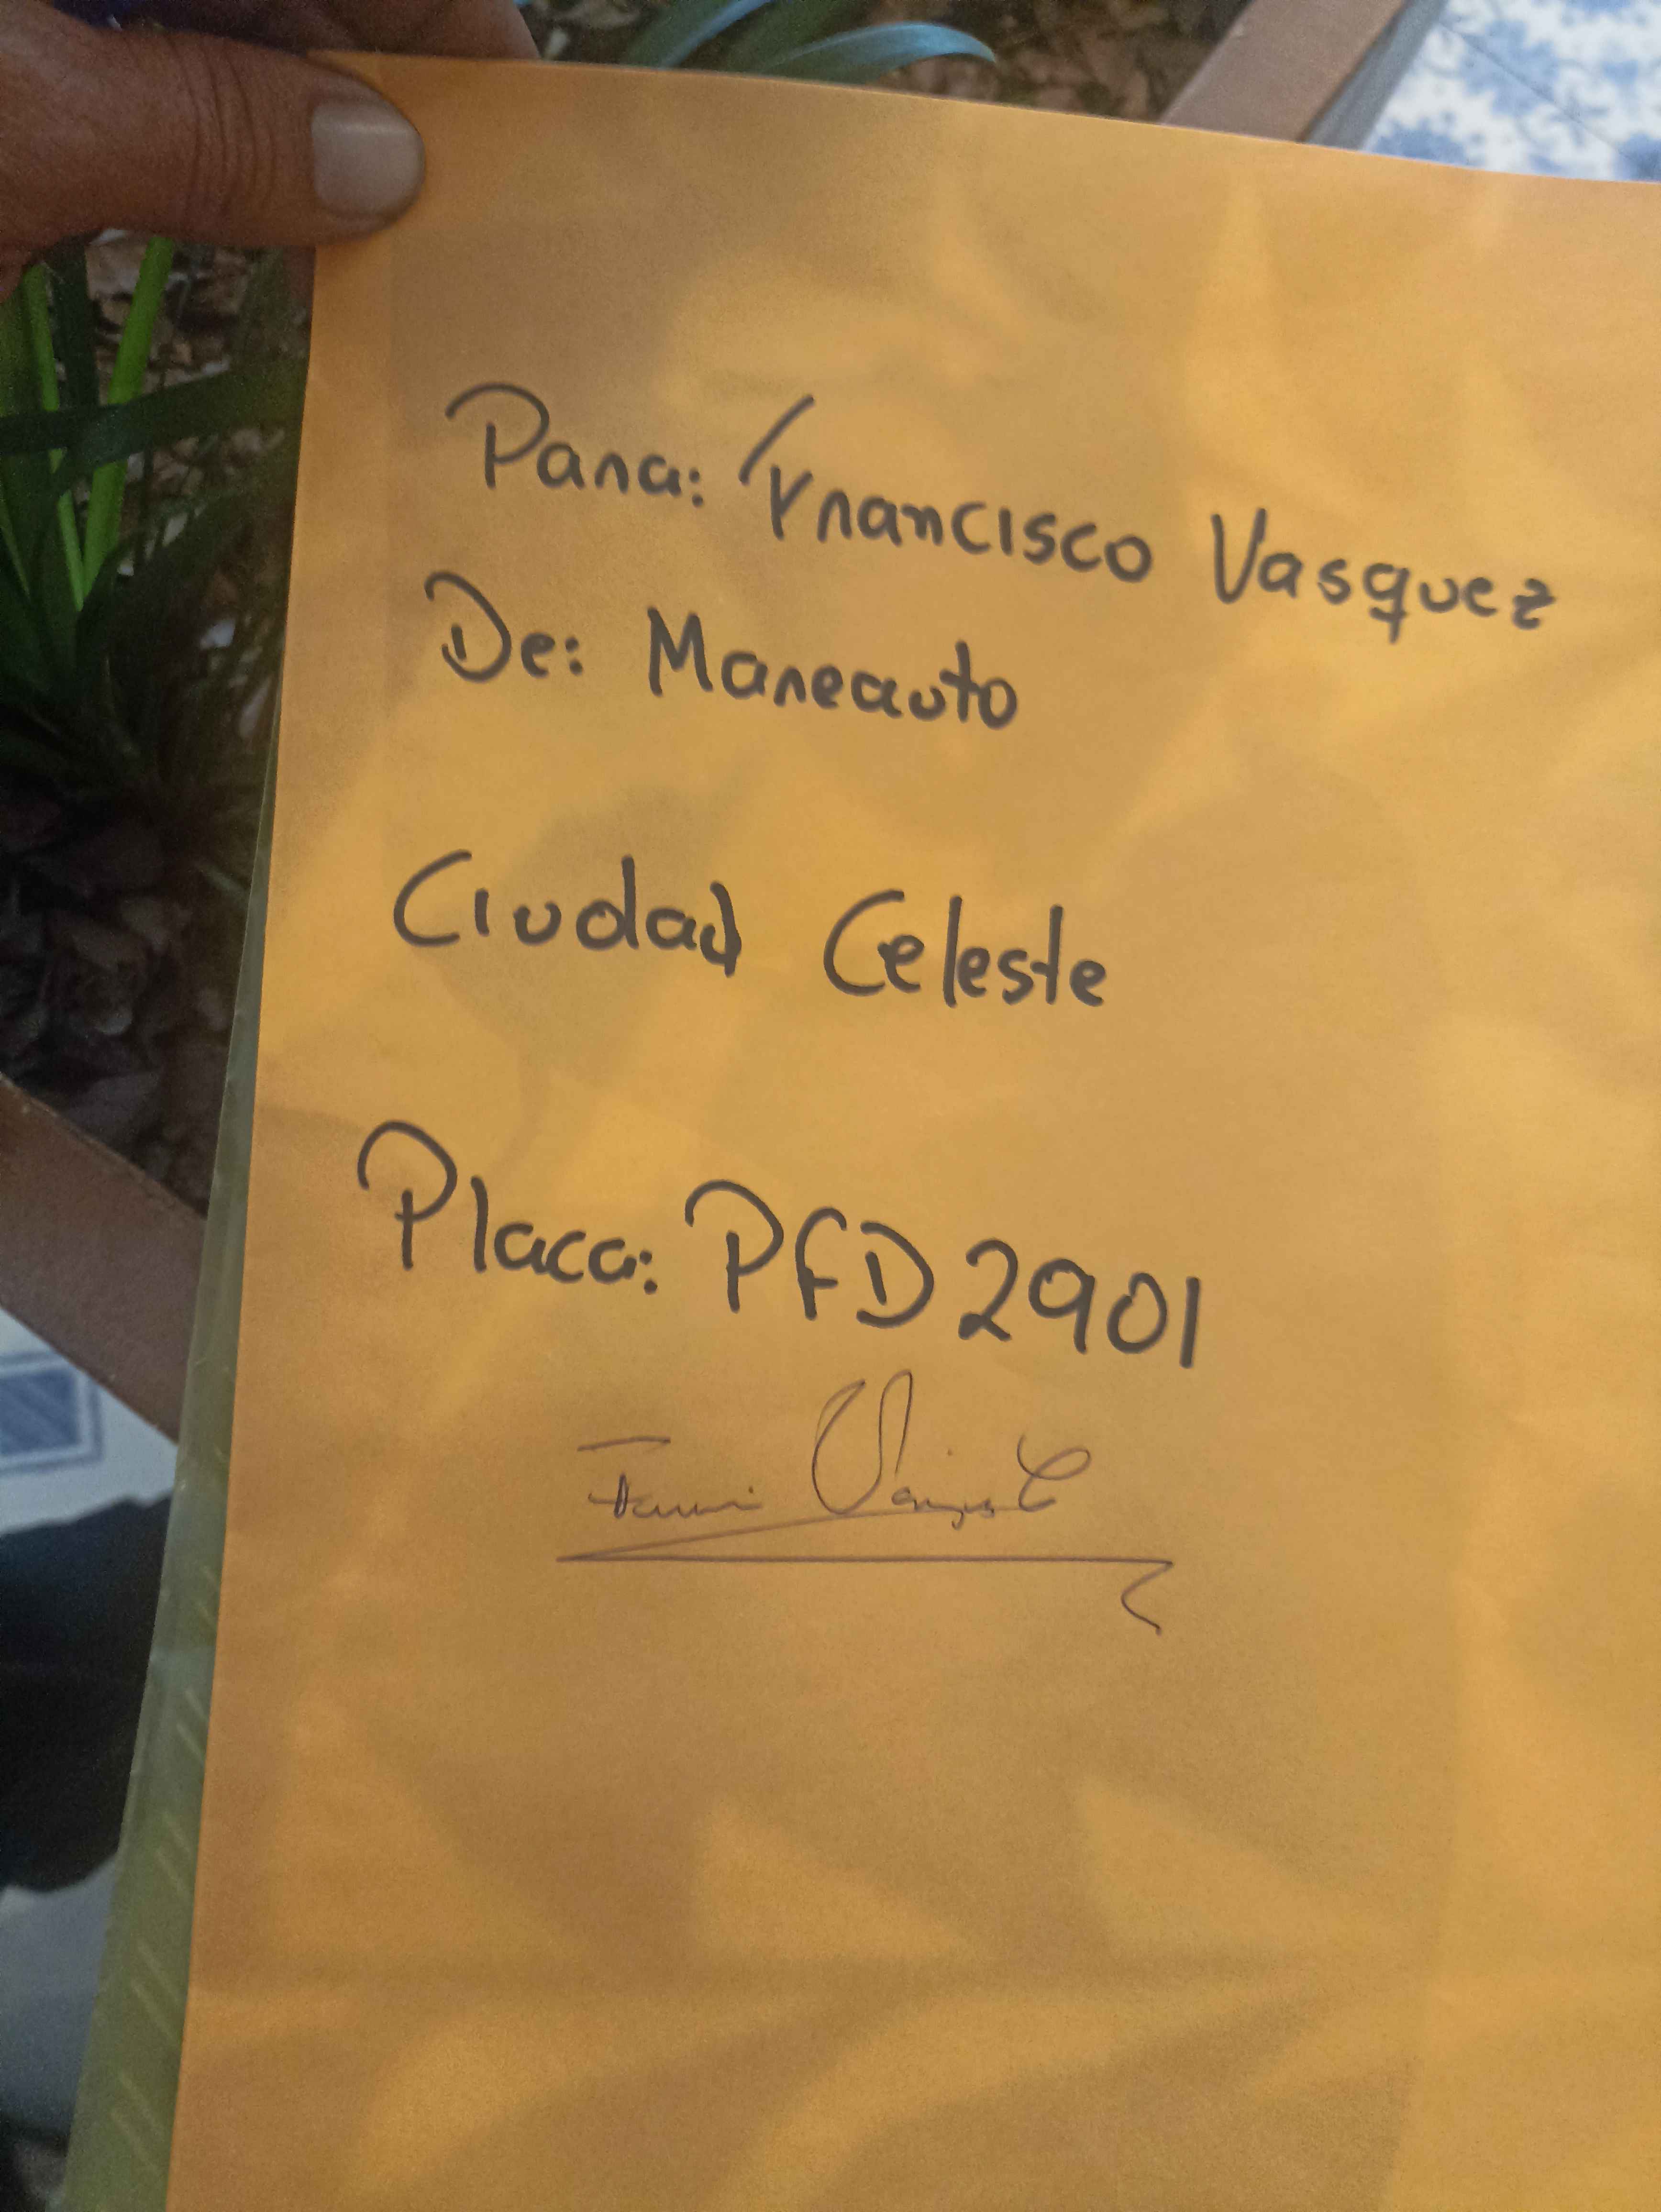 Para: Francisco Vasquez
De: Mareauto
Ciudad Celeste
Placa: PFD2901